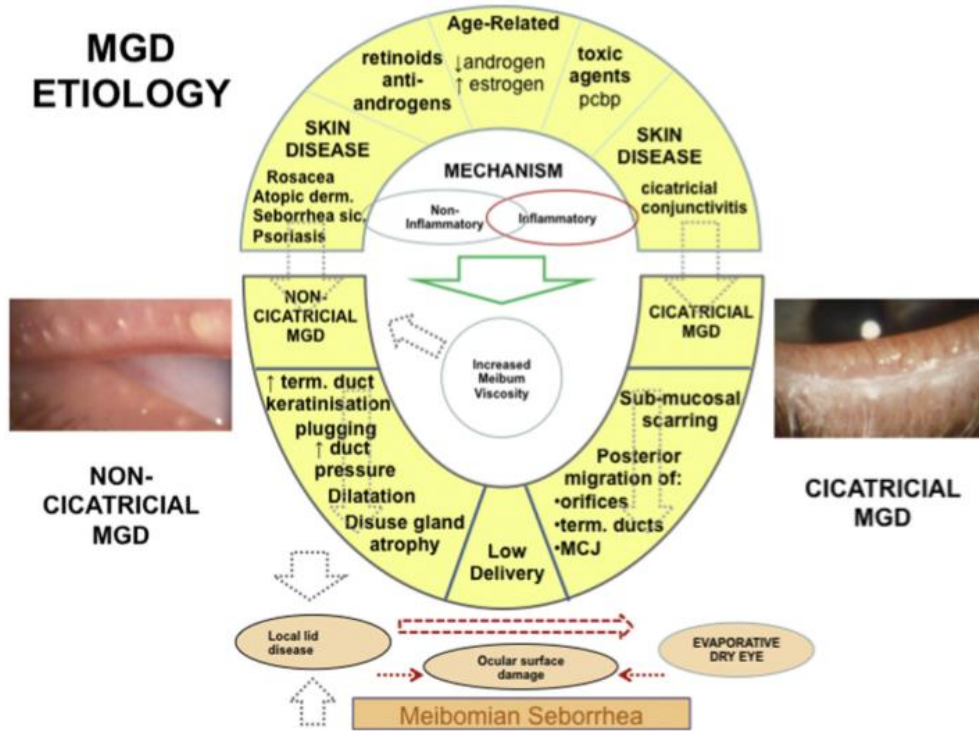 MGD
ETIOLOGY
Age-Related
↓androgen
↑ estrogen
retinoids
anti-
androgens
toxic
agents
pcbp
SKIN
DISEASE
Rosacea
Atopic derm.
Seborrhea sic.
Psoriasis
SKIN
DISEASE
cicatricial
conjunctivitis
MECHANISM
Non-
Inflammatory
Inflammatory
NON-
CICATRICIAL
MGD
CICATRICIAL
MGD
Increased
Meibum
Viscosity
↑ term. duct
keratinisation
plugging
↑ duct
pressure
Dilatation
Disuse gland
atrophy
Sub-mucosal
scarring
Posterior
migration of:
•orifices
•term. ducts
•MCJ
Low
Delivery
NON-
CICATRICIAL
MGD
CICATRICIAL
MGD
Local lid
disease
Ocular surface
damage
EVAPORATIVE
DRY EYE
Meibomian Seborrhea